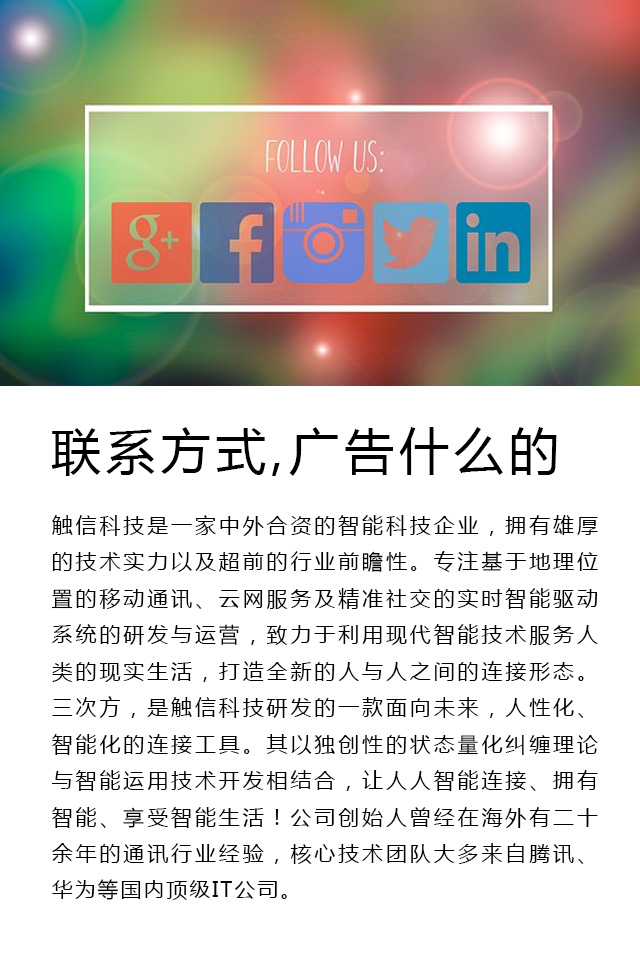 FOLLOW US:
g+ f in
联系方式,广告什么的
触信科技是一家中外合资的智能科技企业，拥有雄厚
的技术实力以及超前的行业前瞻性。专注基于地理位
置的移动通讯、云网服务及精准社交的实时智能驱动
系统的研发与运营，致力于利用现代智能技术服务人
类的现实生活，打造全新的人与人之间的连接形态。
三次方，是触信科技研发的一款面向未来，人性化、
智能化的连接工具。其以独创性的状态量化纠缠理论
与智能运用技术开发相结合，让人人智能连接、拥有
智能、享受智能生活！公司创始人曾经在海外有二十
余年的通讯行业经验，核心技术团队大多来自腾讯、
华为等国内顶级IT公司。